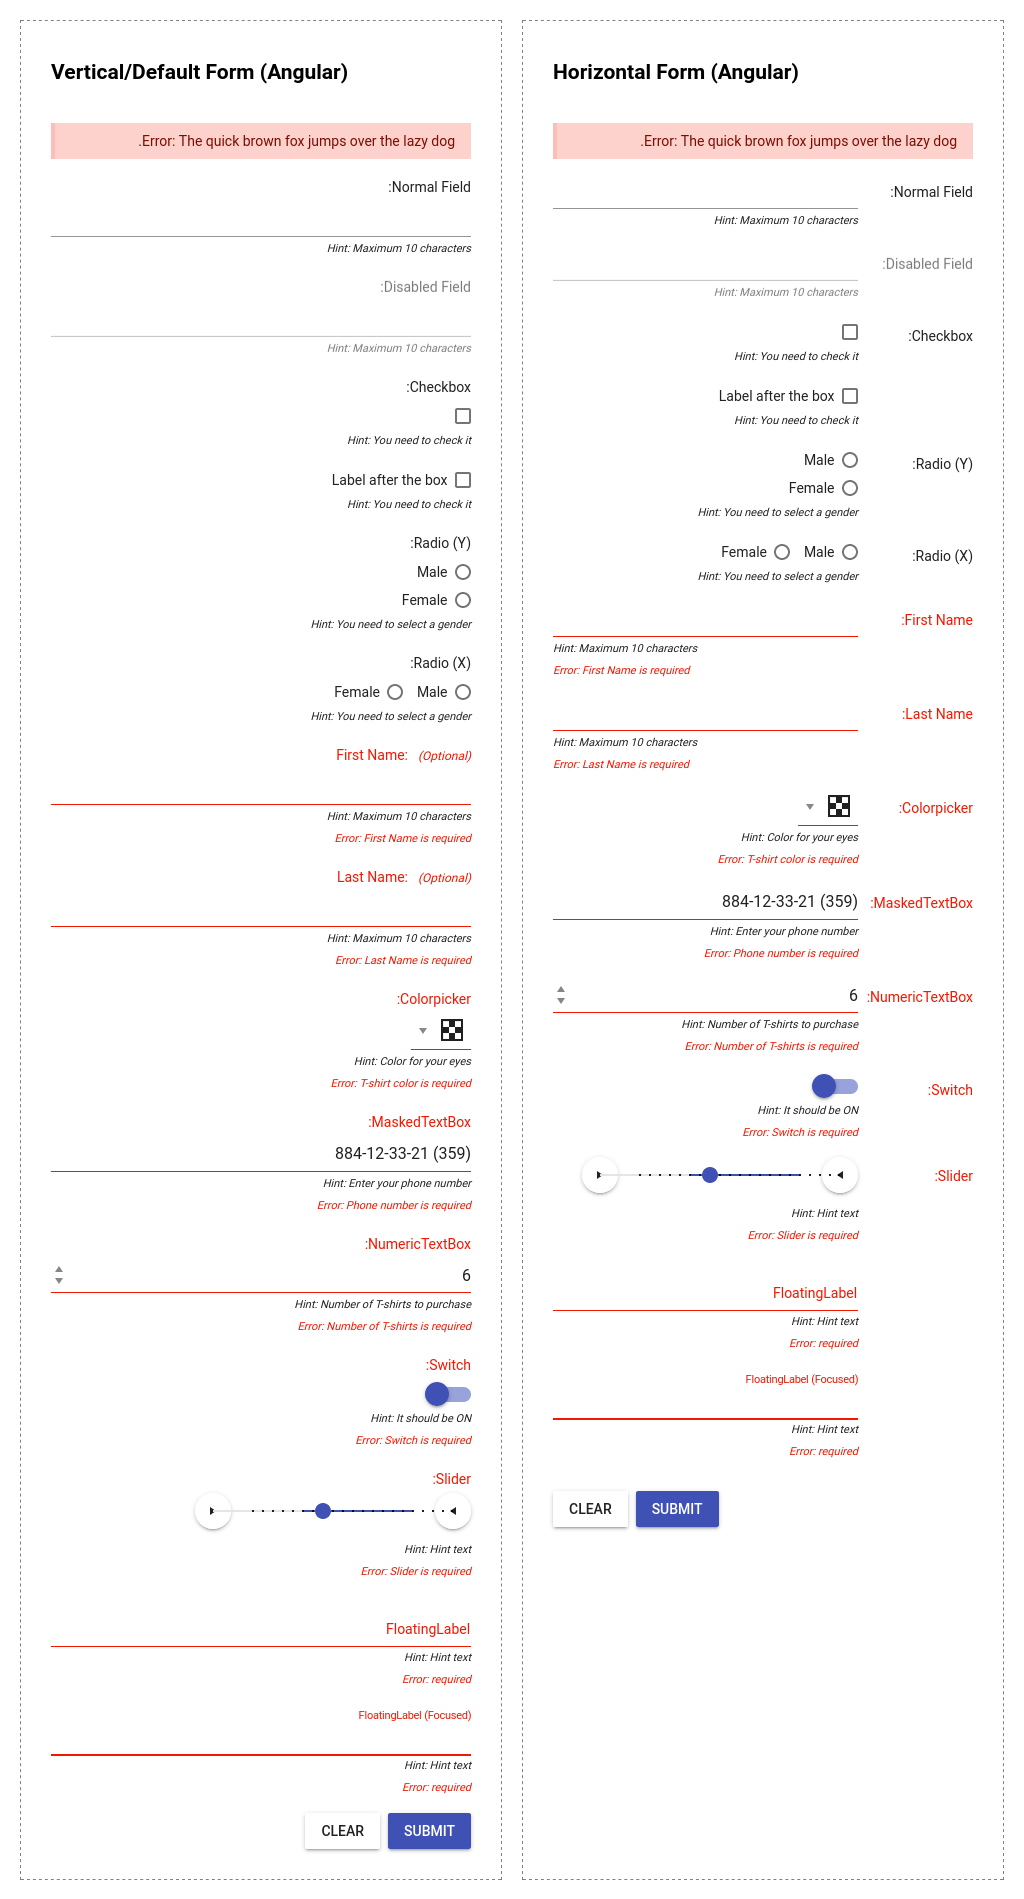 Vertical/Default Form (Angular)
.Error: The quick brown fox jumps over the lazy dog
:Normal Field
Hint: Maximum 10 characters
:Disabled Field
Hint: Maximum 10 characters
:Checkbox
Hint: You need to check it
Label after the box
Hint: You need to check it
:Radio (Y)
Male
Female
Hint: You need to select a gender
:Radio (X)
Female Male
Hint: You need to select a gender
First Name: (Optional)
Hint: Maximum 10 characters
Error: First Name is required
Last Name: (Optional)
Hint: Maximum 10 characters
Error: Last Name is required
:Colorpicker
Hint: Color for your eyes
Error: T-shirt color is required
:MaskedTextBox
884-12-33-21 (359)
Hint: Enter your phone number
Error: Phone number is required
:NumericTextBox
6
Hint: Number of T-shirts to purchase
Error: Number of T-shirts is required
:Switch
Hint: It should be ON
Error: Switch is required
:Slider
Hint: Hint text
Error: Slider is required
FloatingLabel
Hint: Hint text
Error: required
FloatingLabel (Focused)
Hint: Hint text
Error: required
CLEAR SUBMIT
Horizontal Form (Angular)
.Error: The quick brown fox jumps over the lazy dog
:Normal Field
Hint: Maximum 10 characters
:Disabled Field
Hint: Maximum 10 characters
:Checkbox
Hint: You need to check it
Label after the box
Hint: You need to check it
Male :Radio (Y)
Female
Hint: You need to select a gender
Female Male :Radio (X)
Hint: You need to select a gender
:First Name
Hint: Maximum 10 characters
Error: First Name is required
:Last Name
Hint: Maximum 10 characters
Error: Last Name is required
:Colorpicker
Hint: Color for your eyes
Error: T-shirt color is required
884-12-33-21 (359) :MaskedTextBox
Hint: Enter your phone number
Error: Phone number is required
6 :NumericTextBox
Hint: Number of T-shirts to purchase
Error: Number of T-shirts is required
:Switch
Hint: It should be ON
Error: Switch is required
:Slider
Hint: Hint text
Error: Slider is required
FloatingLabel
Hint: Hint text
Error: required
FloatingLabel (Focused)
Hint: Hint text
Error: required
CLEAR SUBMIT